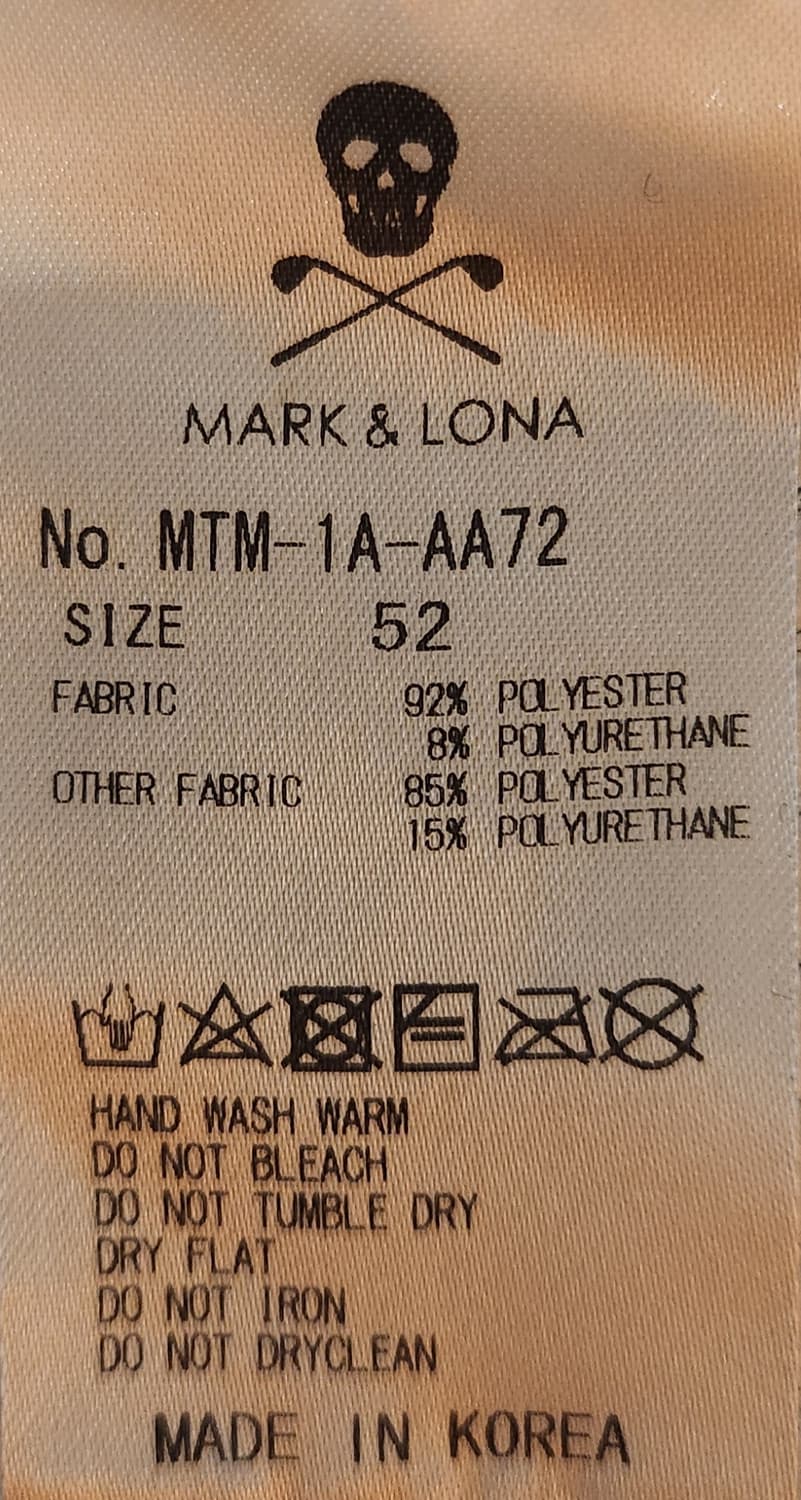 MARK & LONA
No. MTM-1A-AA72
SIZE 52
FABRIC 92% POLYESTER
8% POLYURETHANE
OTHER FABRIC 85% POLYESTER
15% POLYURETHANE
HAND WASH WARM
DO NOT BLEACH
DO NOT TUMBLE DRY
DRY FLAT
DO NOT IRON
DO NOT DRYCLEAN
MADE IN KOREA